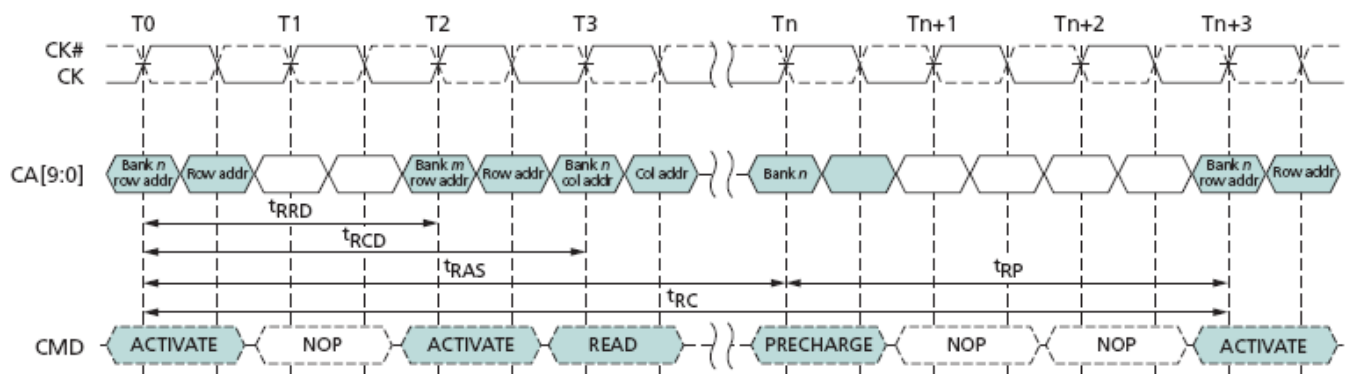 T0 T1 T2 T3 Tn Tn+1 Tn+2 Tn+3
CK#
CK
CA[9:0]
Bank n row addr
Row addr
Bank m row addr
Row addr
Bank n col addr
Col addr
Bank n
Bank n row addr
Row addr
tRRD
tRCD
tRAS tRP
tRC
CMD ACTIVATE NOP ACTIVATE READ PRECHARGE NOP NOP ACTIVATE